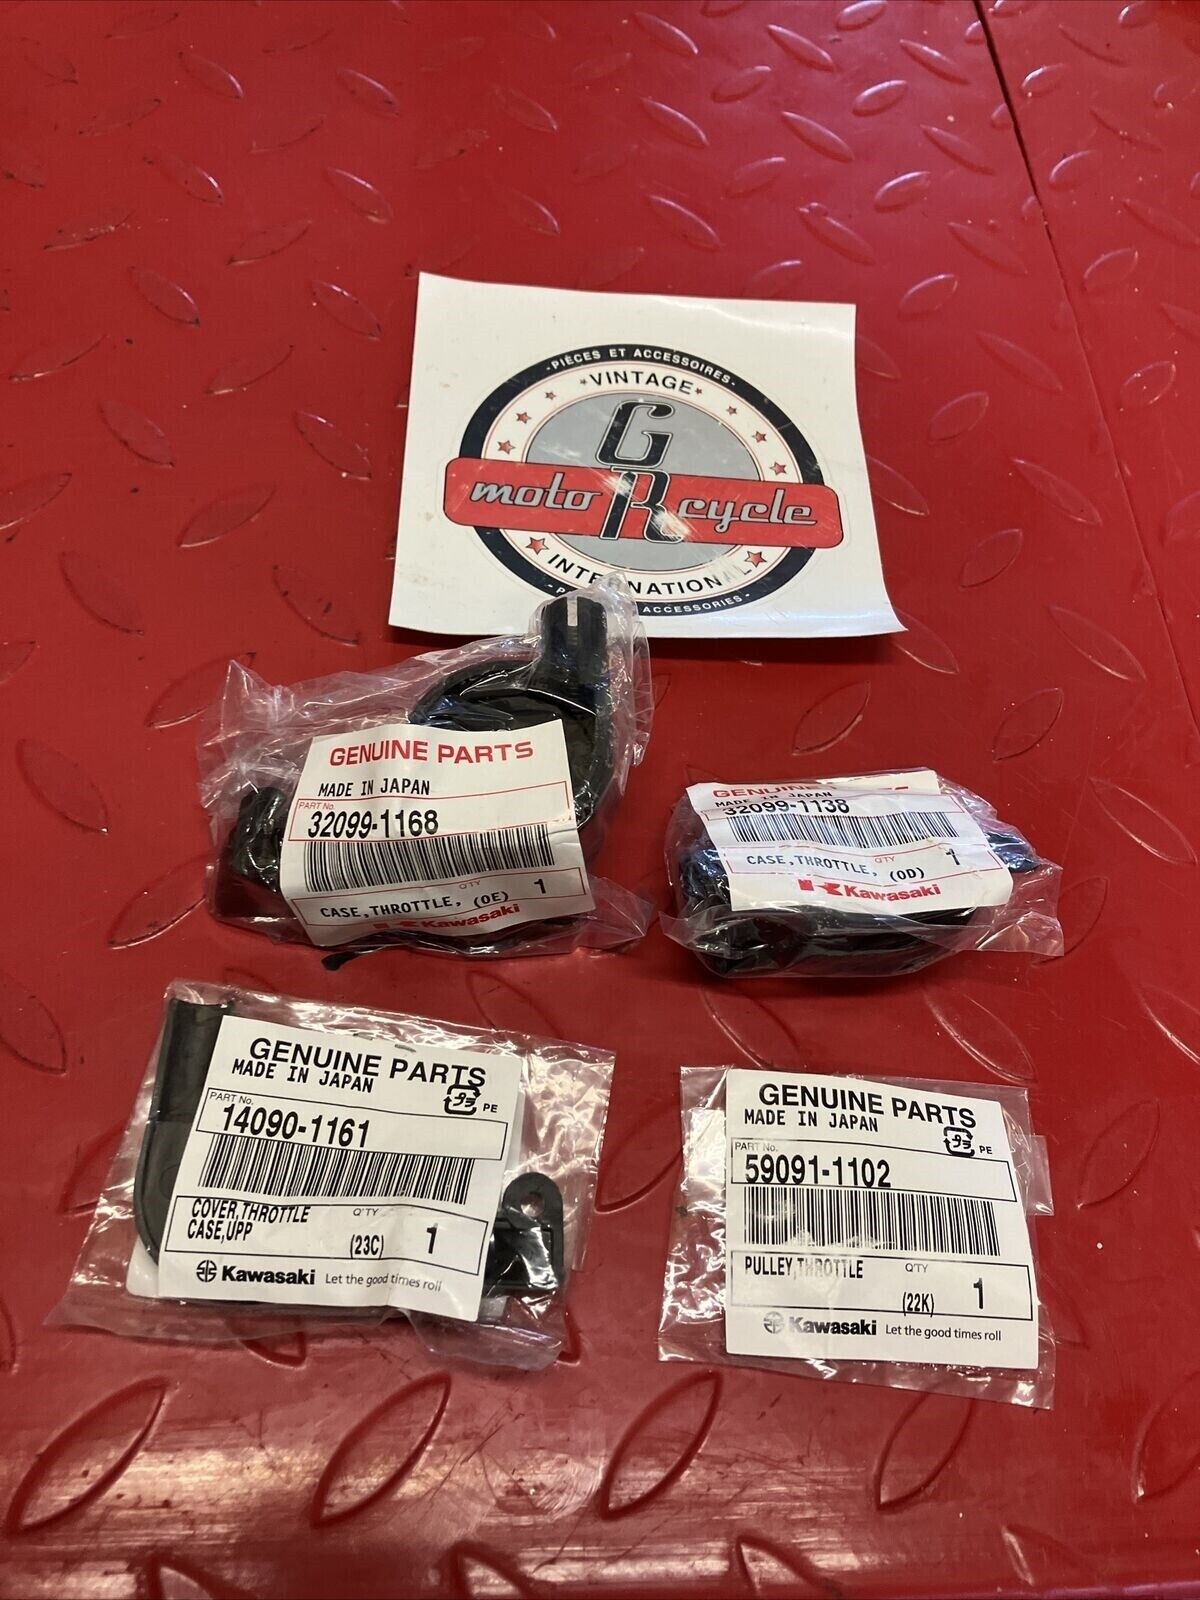 -PIÈCES ET ACCESSOIRES-
VINTAGE
GR
moto cycle
INTERNATIONAL
ACCESSORIES-
GENUINE PARTS
MADE IN JAPAN
PART No.
32099-1168
Q'TY
CASE,THROTTLE, (OE) 1
Kawasaki
GENUINE
MADE IN JAPAN
32099-1138
Q'TY
CASE,THROTTLE, (OD) 1
Kawasaki
GENUINE PARTS
MADE IN JAPAN
PE
PART No.
14090-1161
COVER,THROTTLE Q'TY
CASE,UPP (23C) 1
Kawasaki Let the good times roll
GENUINE PARTS
MADE IN JAPAN
PE
PART No.
59091-1102
PULLEY,THROTTLE Q'TY
(22K) 1
Kawasaki Let the good times roll